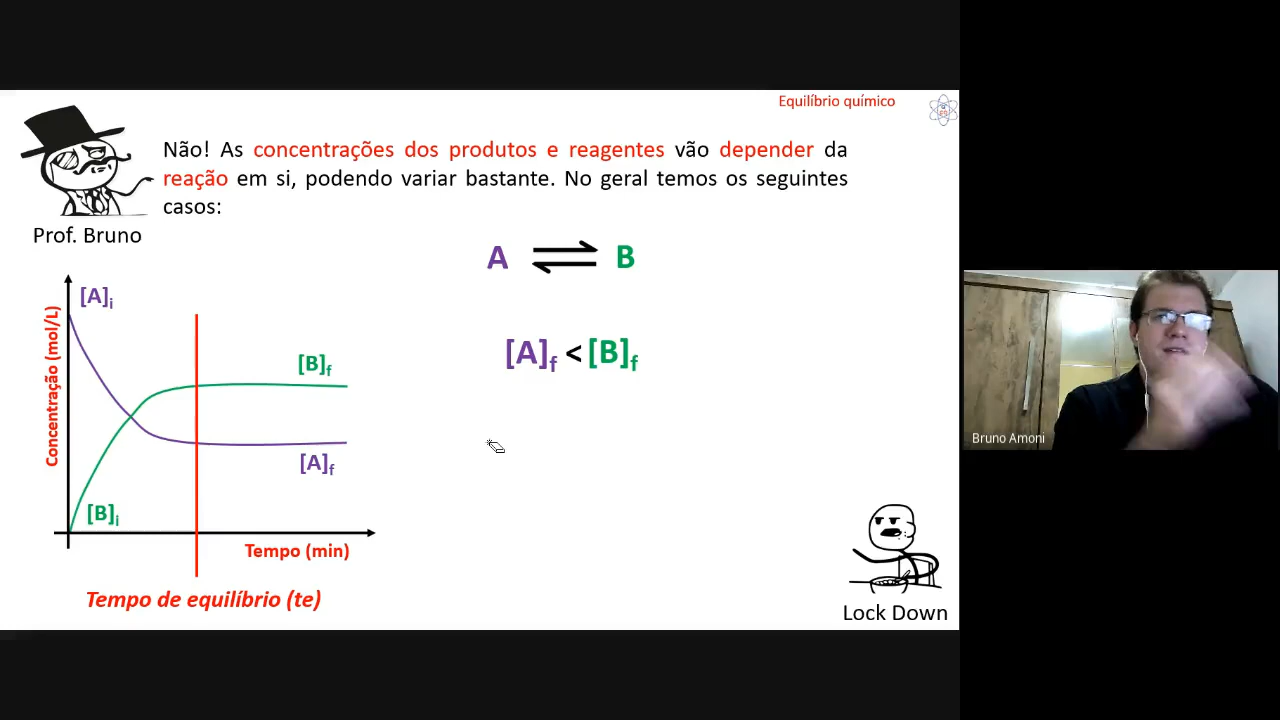 Equilíbrio químico
Não! As concentrações dos produtos e reagentes vão depender da
reação em si, podendo variar bastante. No geral temos os seguintes
casos:
Prof. Bruno
A ⇌ B
[A]i
Concentração (mol/L)
[B]f
[A]f < [B]f
[A]f
[B]i
Tempo (min)
Tempo de equilíbrio (te)
Lock Down
Bruno Amoni